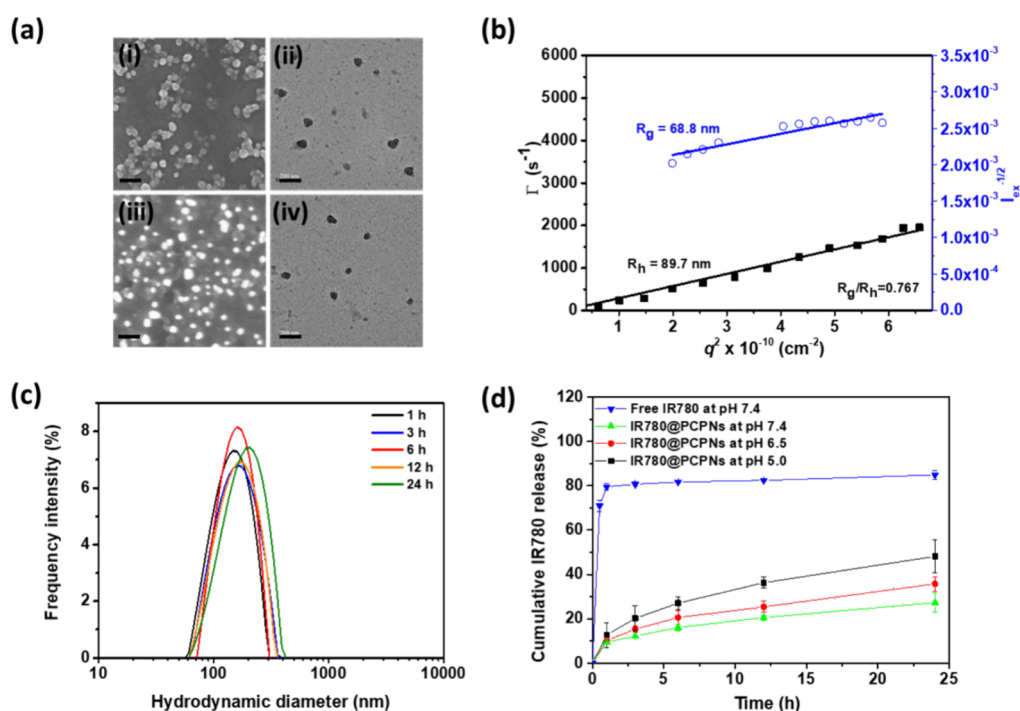 (a)
(i)
(ii)
(iii)
(iv)
(b)
6000
5000
4000
3000
2000
1000
0
Γ (s⁻¹)
Rg = 68.8 nm
Rh = 89.7 nm
Rg/Rh=0.767
3.5x10⁻³
3.0x10⁻³
2.5x10⁻³
2.0x10⁻³
1.5x10⁻³
1.0x10⁻³
5.0x10⁻⁴
0.0
Iex⁻¹/²
1 2 3 4 5 6
q² x 10⁻¹⁰ (cm⁻²)
(c)
8
6
4
2
0
Frequency intensity (%)
1 h
3 h
6 h
12 h
24 h
10 100 1000 10000
Hydrodynamic diameter (nm)
(d)
120
100
80
60
40
20
0
Cumulative IR780 release (%)
Free IR780 at pH 7.4
IR780@PCPNs at pH 7.4
IR780@PCPNs at pH 6.5
IR780@PCPNs at pH 5.0
0 5 10 15 20 25
Time (h)